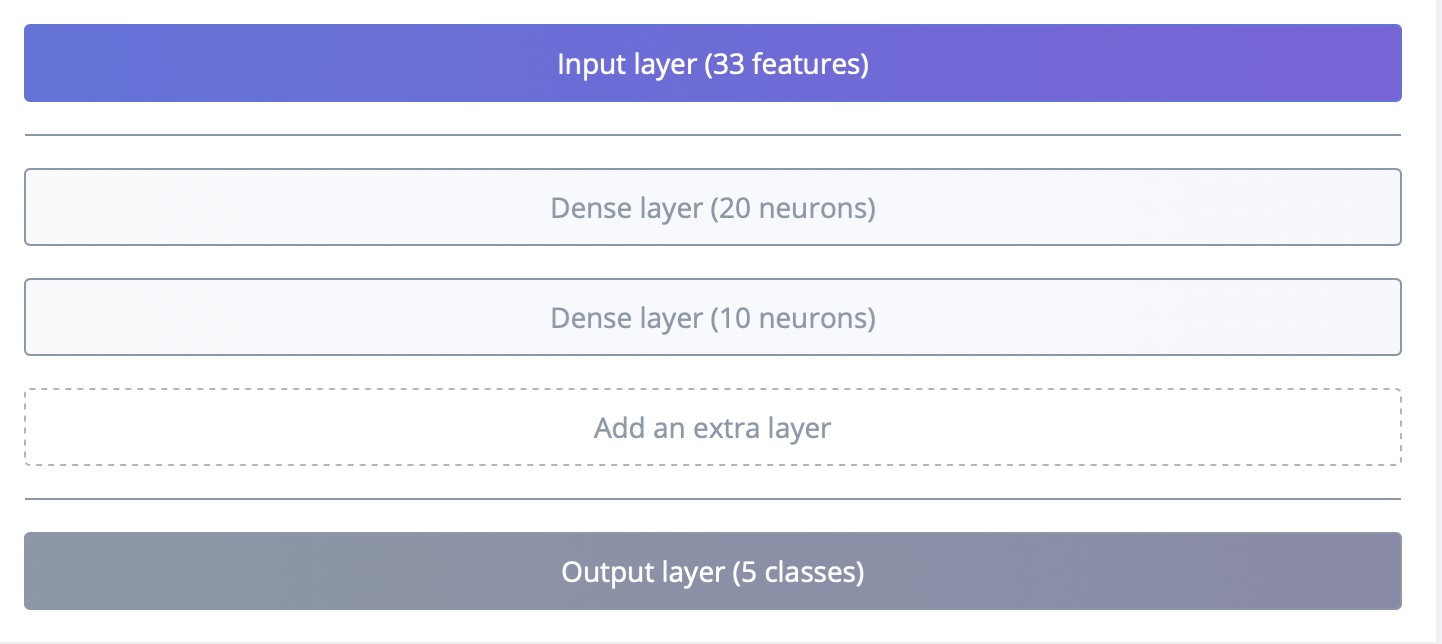 Input layer (33 features)
Dense layer (20 neurons)
Dense layer (10 neurons)
Add an extra layer
Output layer (5 classes)